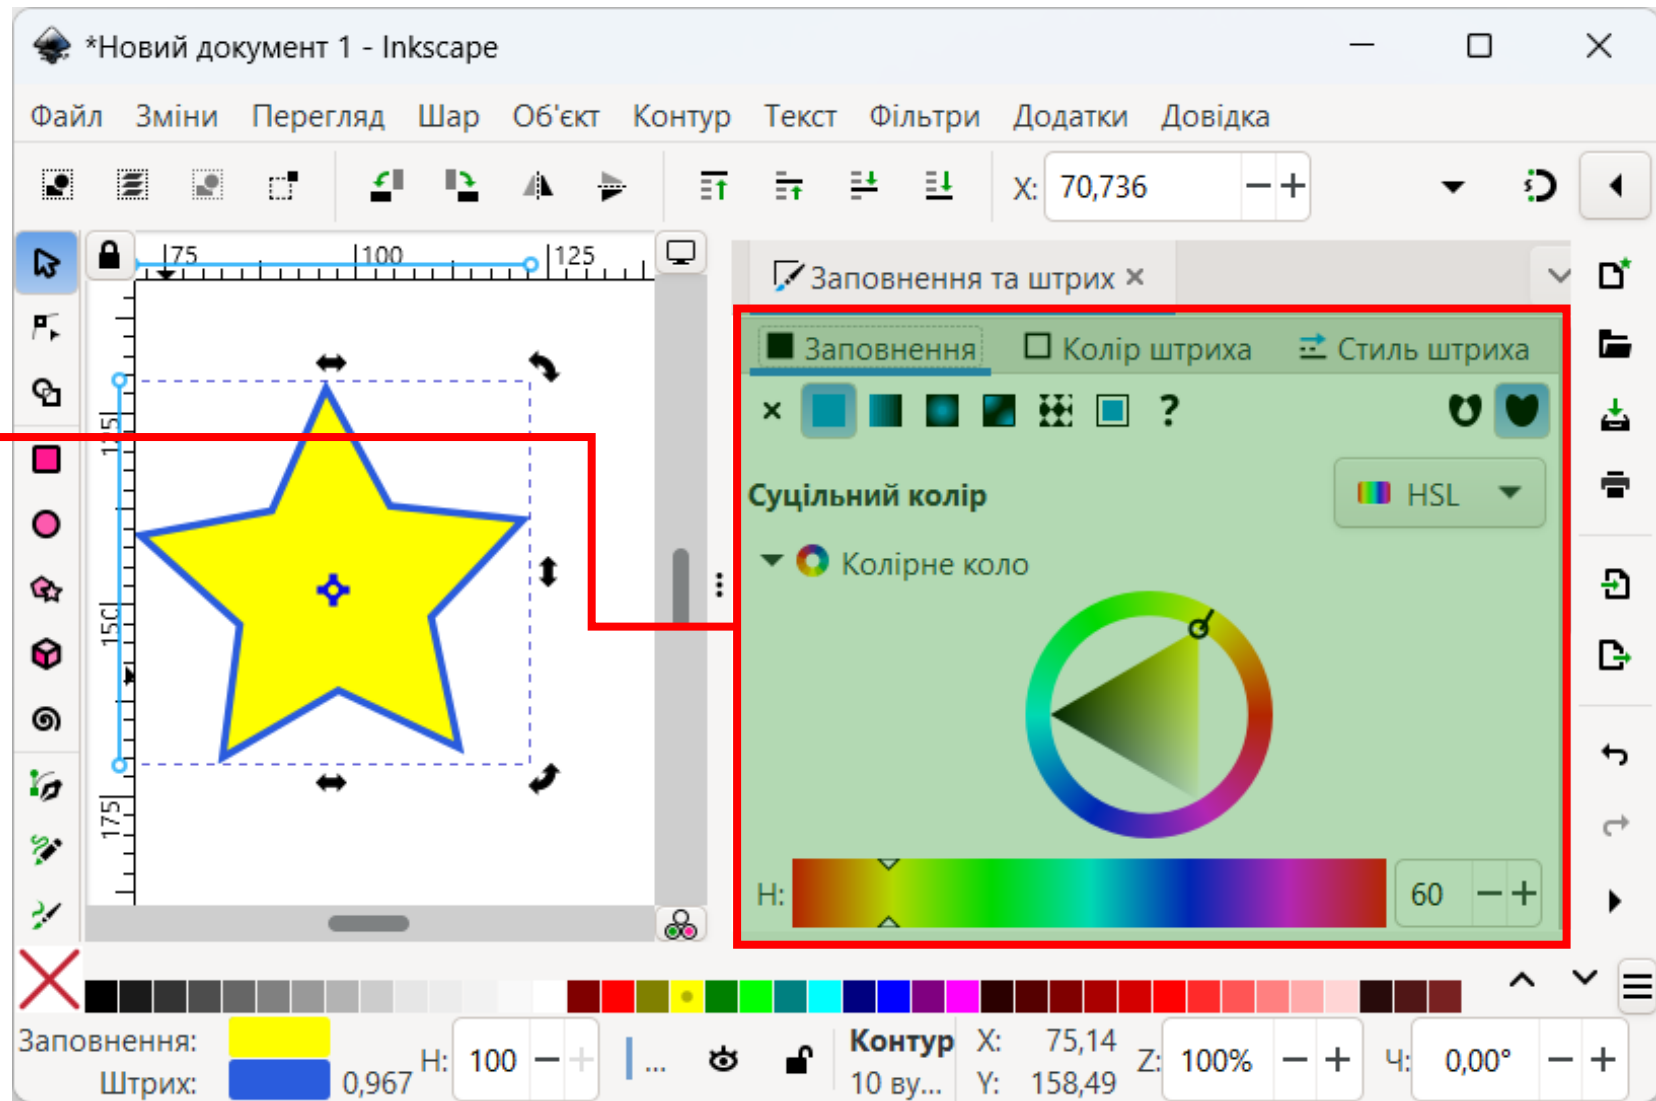 *Новий документ 1 - Inkscape
Файл Зміни Перегляд Шар Об'єкт Контур Текст Фільтри Додатки Довідка
X: 70,736
75 100 125
Заповнення та штрих
Заповнення Колір штриха Стиль штриха
?
125
Суцільний колір HSL
Колірне коло
150
175
H: 60
Заповнення:
Штрих: 0,967
Н: 100
...
Контур
10 ву...
X: 75,14
Y: 158,49
Z: 100%
Ч: 0,00°